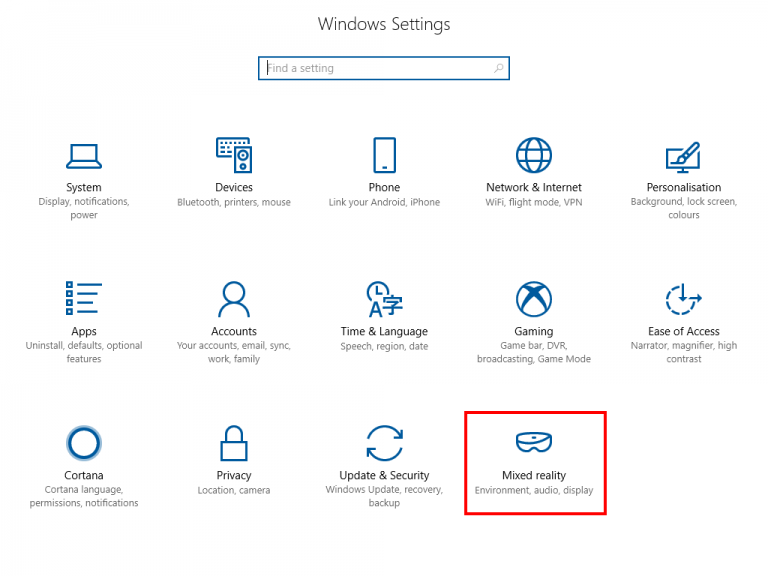 Windows Settings
Find a setting
System
Display, notifications,
power
Devices
Bluetooth, printers, mouse
Phone
Link your Android, iPhone
Network & Internet
WiFi, flight mode, VPN
Personalisation
Background, lock screen,
colours
Apps
Uninstall, defaults, optional
features
Accounts
Your accounts, email, sync,
work, family
A字
Time & Language
Speech, region, date
Gaming
Game bar, DVR,
broadcasting, Game Mode
Ease of Access
Narrator, magnifier, high
contrast
Cortana
Cortana language,
permissions, notifications
Privacy
Location, camera
Update & Security
Windows Update, recovery,
backup
Mixed reality
Environment, audio, display